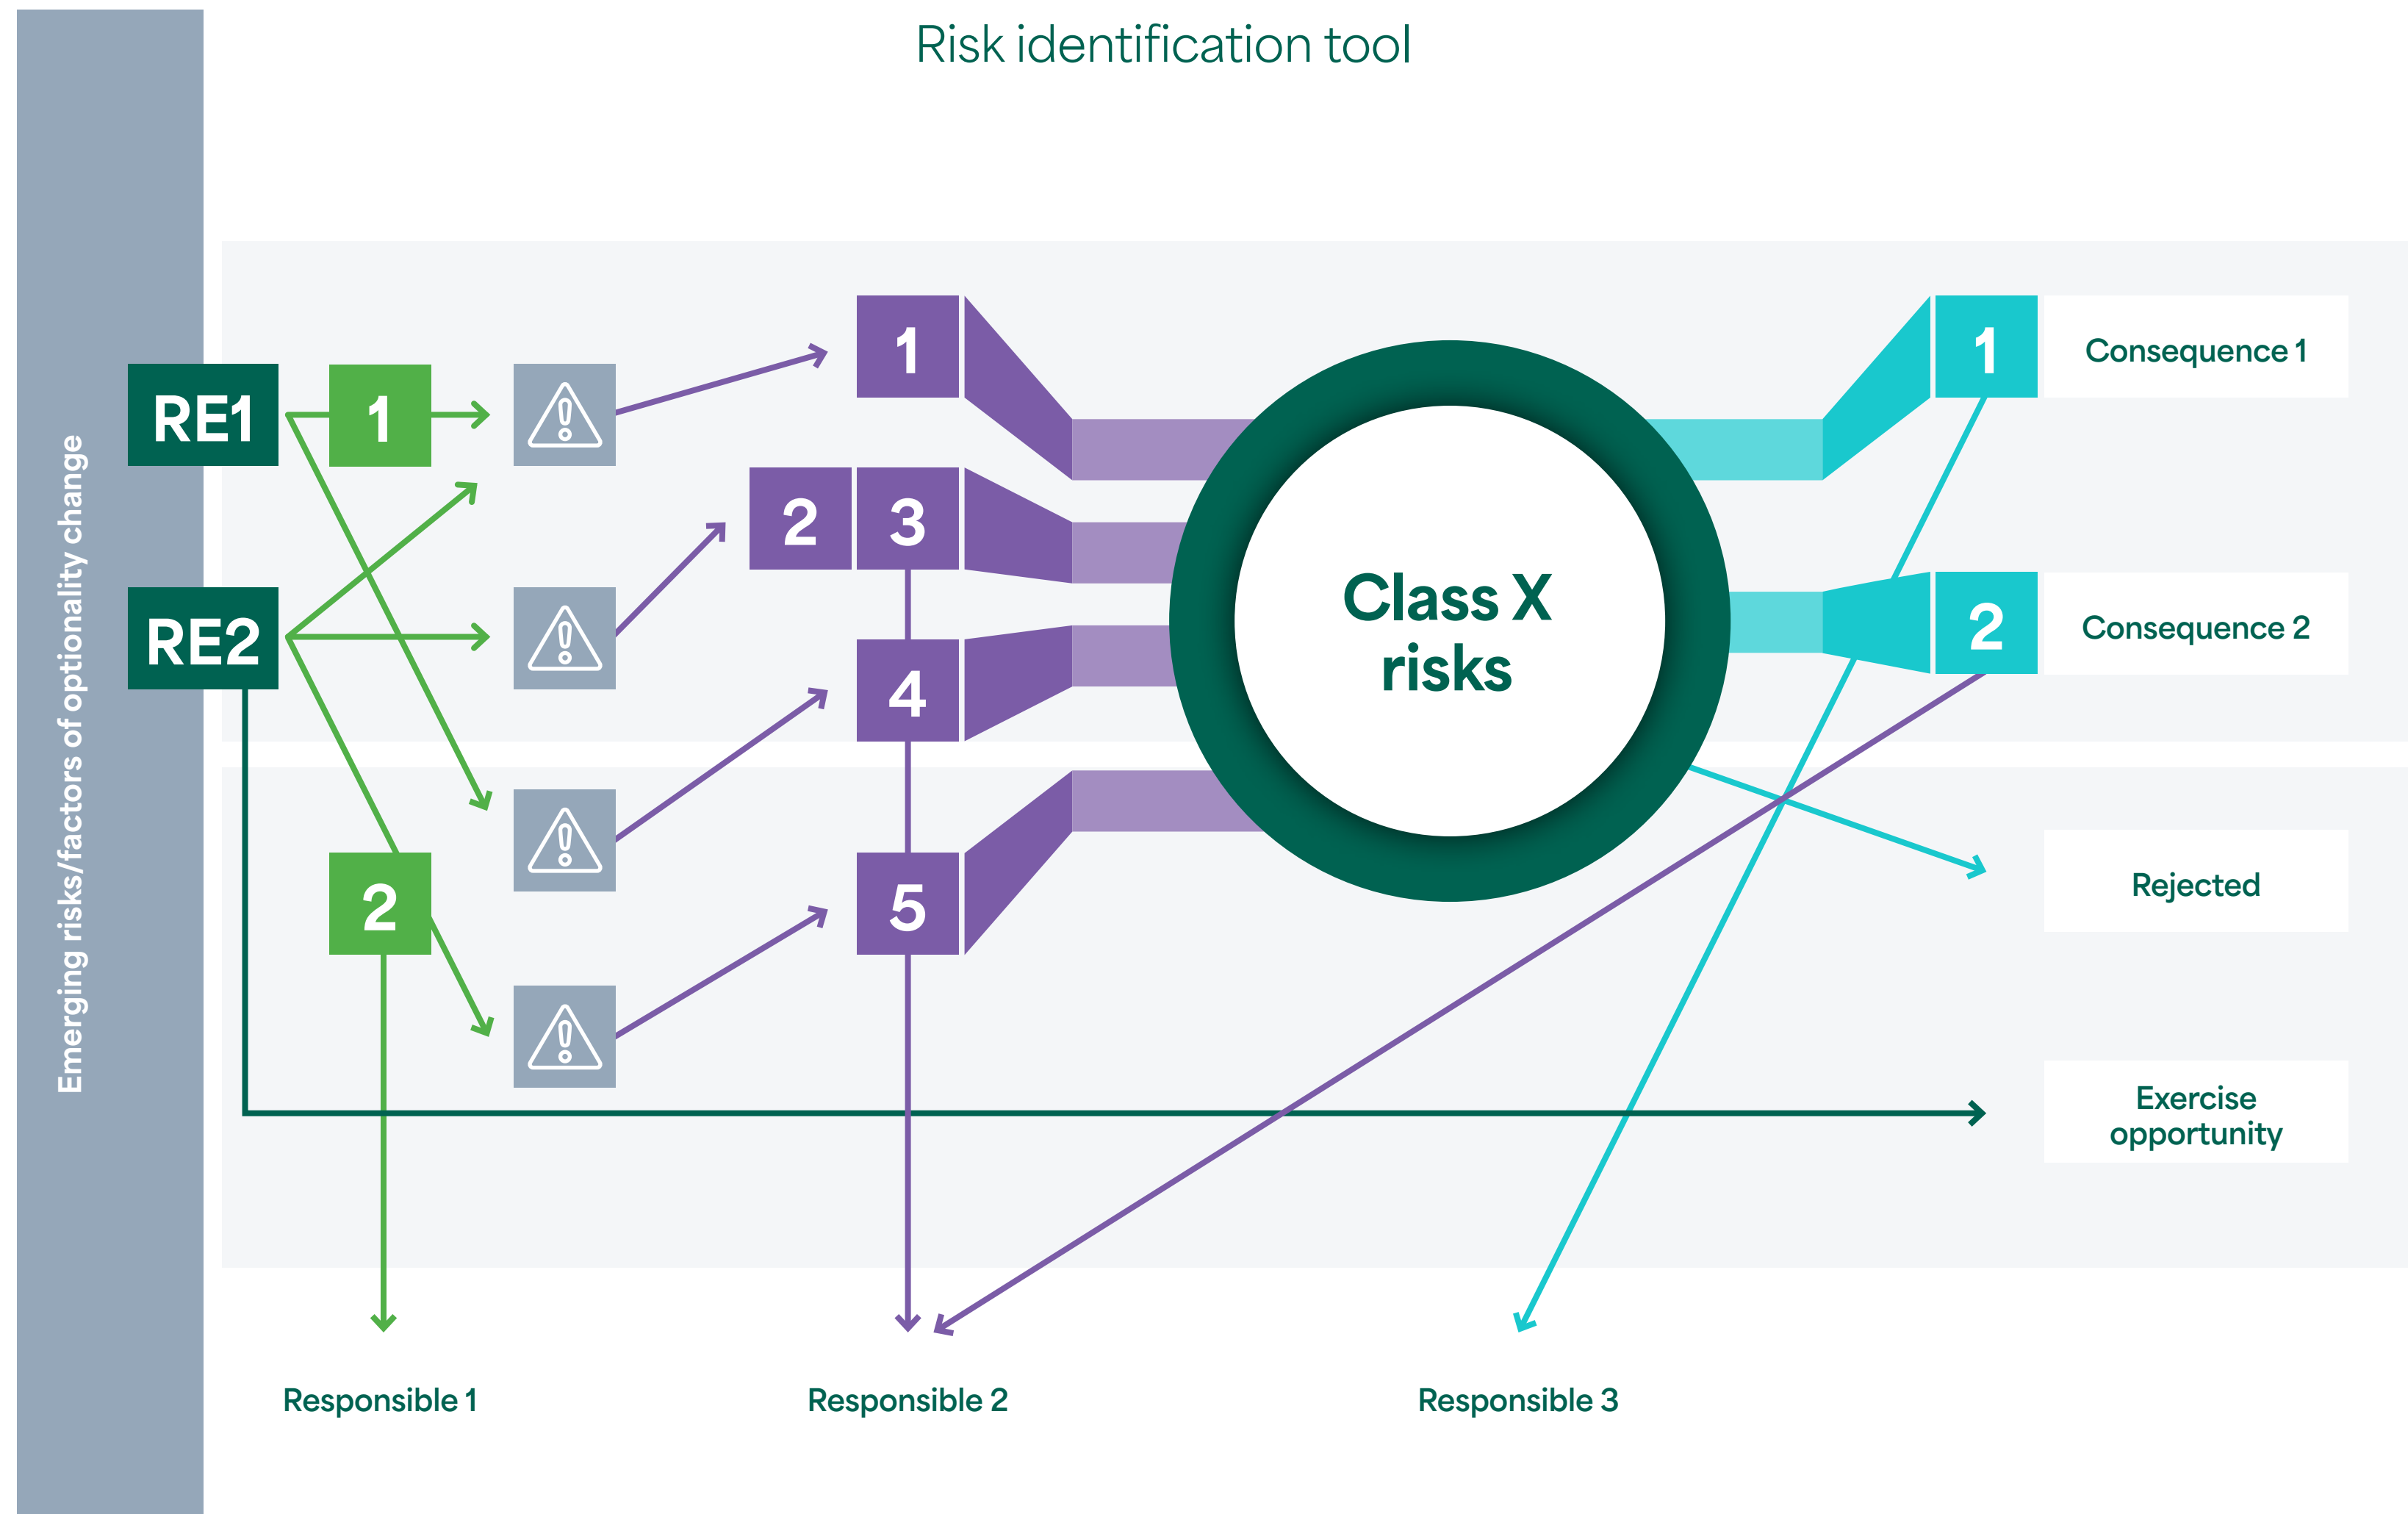 Risk identification tool
Emerging risks/factors of optionality change
RE1
1
1
1
Consequence 1
2 3
RE2
2
Consequence 2
Class X
risks
4
2
5
Rejected
Exercise
opportunity
Responsible 1
Responsible 2
Responsible 3